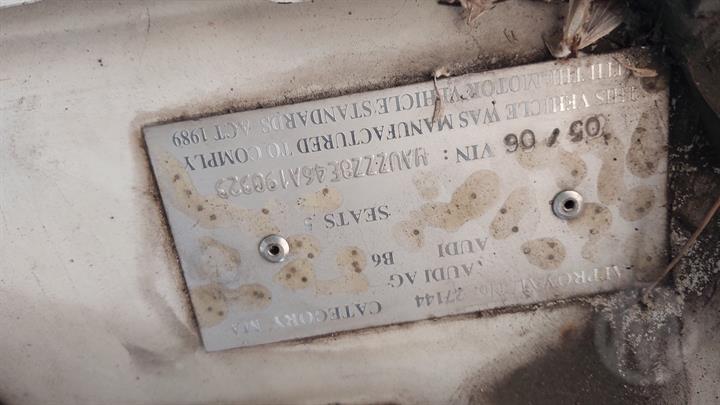 APPROVAL No. 27144 CATEGORY MA
AUDI AG
AUDI B6
SEATS 5
05 / 06 VIN:
THIS VEHICLE WAS MANUFACTURED TO COMPLY
WITH THE MOTOR VEHICLE STANDARDS ACT 1989